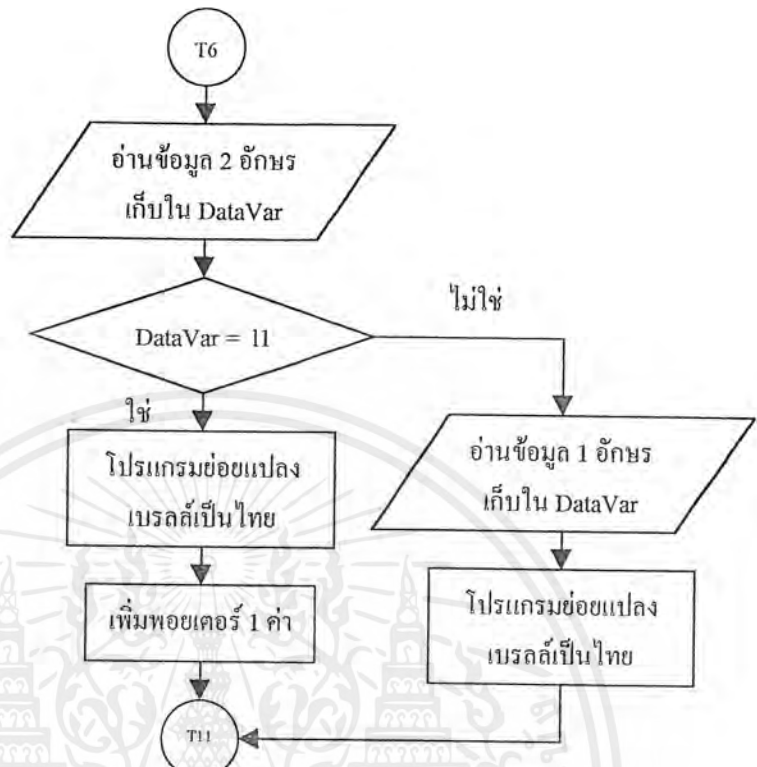 T6
อ่านข้อมูล 2 อักษร
เก็บใน DataVar
DataVar = l1
ไม่ใช่
ใช่
โปรแกรมย่อยแปลง
เบรลล์เป็นไทย
เพิ่มพอยเตอร์ 1 ค่า
อ่านข้อมูล 1 อักษร
เก็บใน DataVar
โปรแกรมย่อยแปลง
เบรลล์เป็นไทย
T11